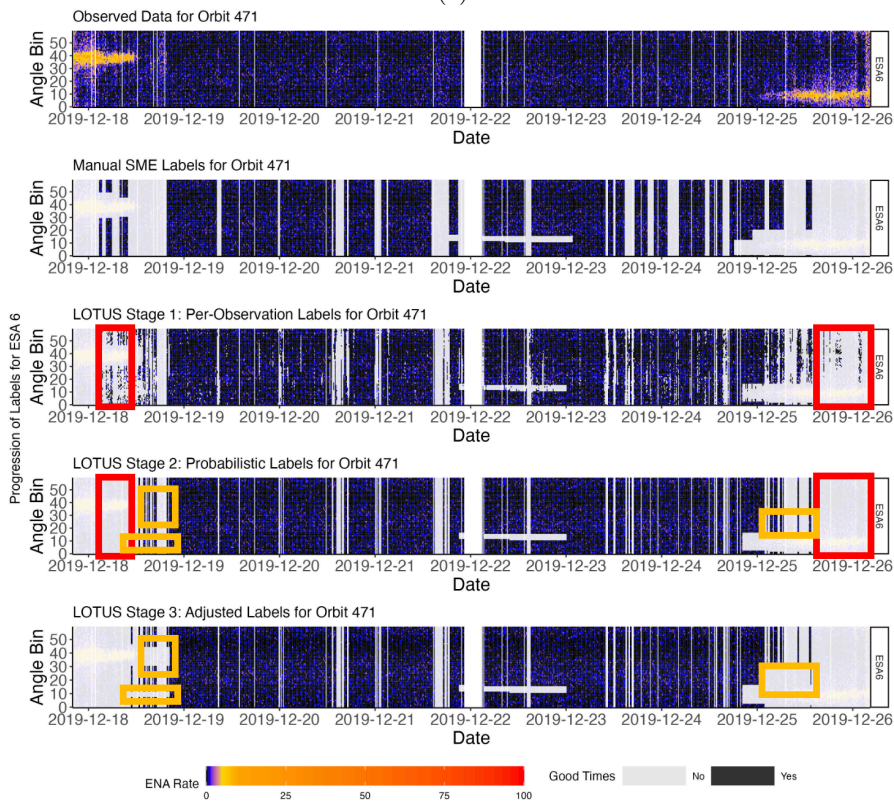 Observed Data for Orbit 471
Angle Bin
50
40
30
20
10
0
ESA6
2019-12-18 2019-12-19 2019-12-20 2019-12-21 2019-12-22 2019-12-23 2019-12-24 2019-12-25 2019-12-26
Date
Manual SME Labels for Orbit 471
Angle Bin
50
40
30
20
10
0
ESA6
2019-12-18 2019-12-19 2019-12-20 2019-12-21 2019-12-22 2019-12-23 2019-12-24 2019-12-25 2019-12-26
Date
Progression of Labels for ESA 6
LOTUS Stage 1: Per-Observation Labels for Orbit 471
Angle Bin
50
40
30
20
10
0
ESA6
2019-12-18 2019-12-19 2019-12-20 2019-12-21 2019-12-22 2019-12-23 2019-12-24 2019-12-25 2019-12-26
Date
LOTUS Stage 2: Probabilistic Labels for Orbit 471
Angle Bin
50
40
30
20
10
0
ESA6
2019-12-18 2019-12-19 2019-12-20 2019-12-21 2019-12-22 2019-12-23 2019-12-24 2019-12-25 2019-12-26
Date
LOTUS Stage 3: Adjusted Labels for Orbit 471
Angle Bin
50
40
30
20
10
0
ESA6
2019-12-18 2019-12-19 2019-12-20 2019-12-21 2019-12-22 2019-12-23 2019-12-24 2019-12-25 2019-12-26
Date
ENA Rate
0 25 50 75 100
Good Times No Yes